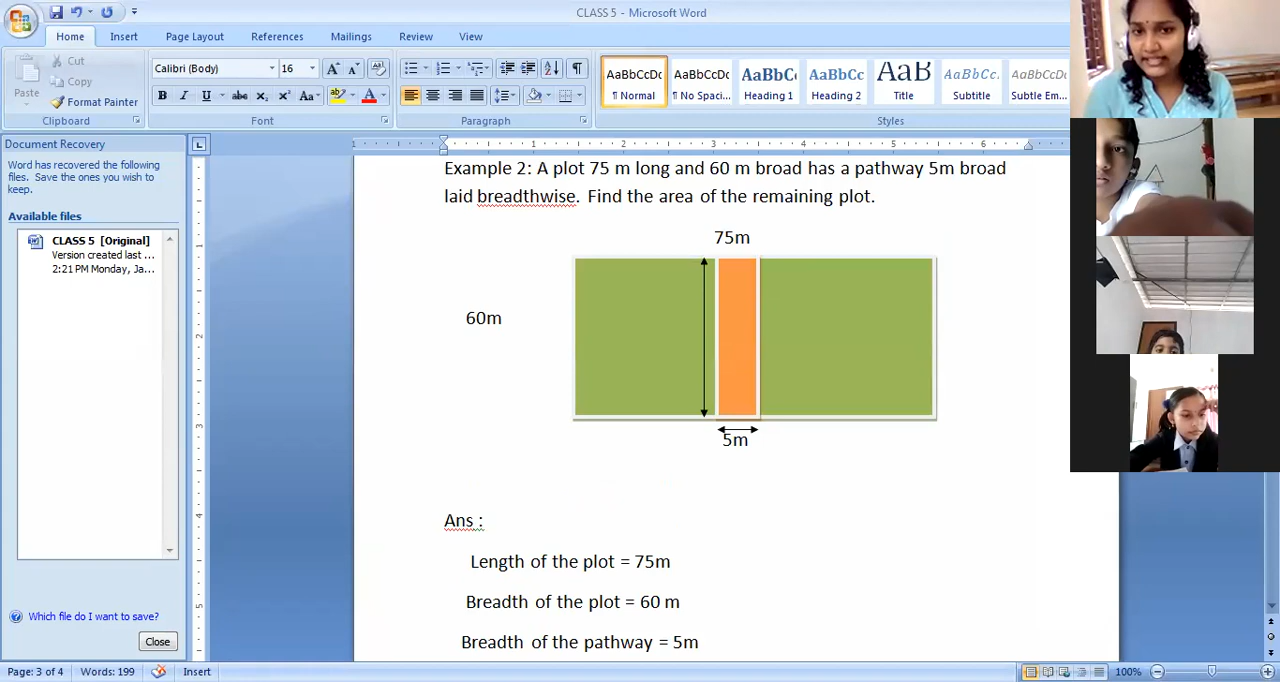 CLASS 5 - Microsoft Word
Home Insert Page Layout References Mailings Review View
Cut
Copy
Paste
Format Painter
Clipboard
Calibri (Body) 16
Font
Paragraph
AaBbCcDc AaBbCcDc AaBbC AaBbCc AaB AaBbCc. AaBbCcDc
¶ Normal ¶ No Spaci... Heading 1 Heading 2 Title Subtitle Subtle Em...
Styles
Document Recovery
Word has recovered the following
files. Save the ones you wish to
keep.
Available files
CLASS 5 [Original]
Version created last ...
2:21 PM Monday, Ja...
Which file do I want to save?
Close
Example 2: A plot 75 m long and 60 m broad has a pathway 5m broad
laid breadthwise. Find the area of the remaining plot.
75m
60m
5m
Ans :
Length of the plot = 75m
Breadth of the plot = 60 m
Breadth of the pathway = 5m
Page: 3 of 4 Words: 199 Insert 100%